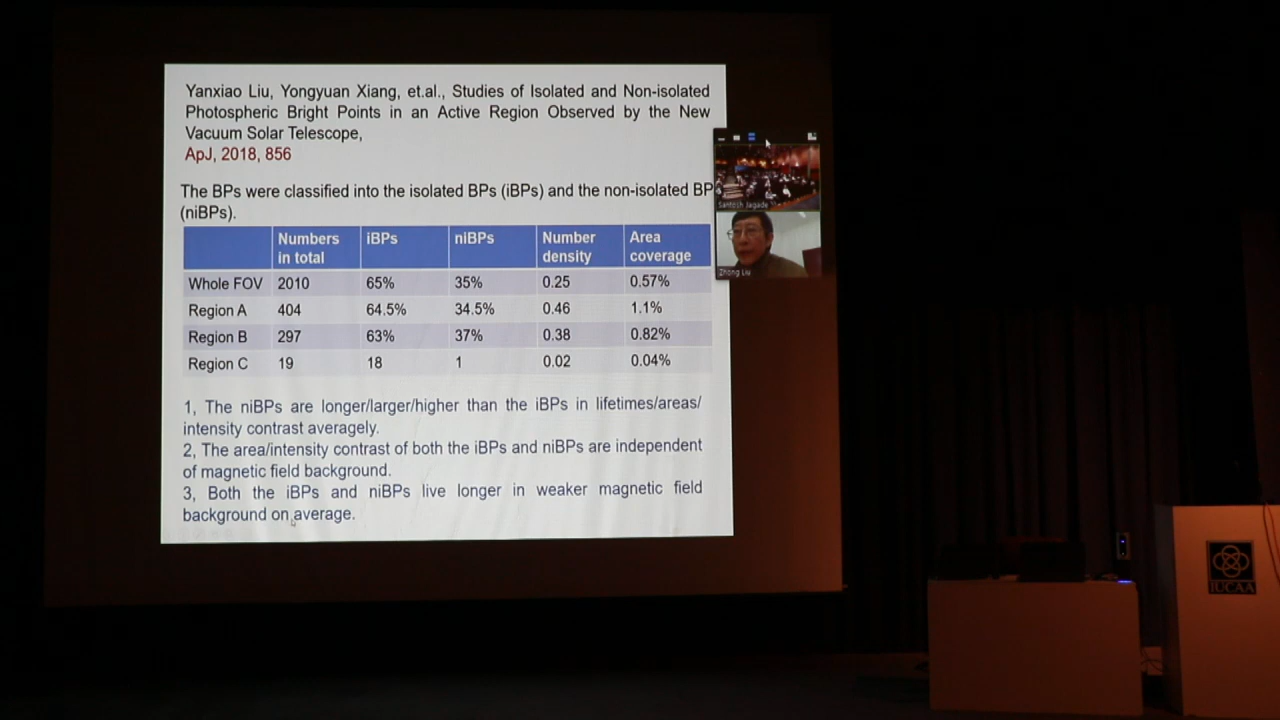 Yanxiao Liu, Yongyuan Xiang, et.al., Studies of Isolated and Non-isolated
Photospheric Bright Points in an Active Region Observed by the New
Vacuum Solar Telescope,
ApJ, 2018, 856
The BPs were classified into the isolated BPs (iBPs) and the non-isolated BP
(niBPs).
Numbers in total iBPs niBPs Number density Area coverage
Whole FOV 2010 65% 35% 0.25 0.57%
Region A 404 64.5% 34.5% 0.46 1.1%
Region B 297 63% 37% 0.38 0.82%
Region C 19 18 1 0.02 0.04%
1, The niBPs are longer/larger/higher than the iBPs in lifetimes/areas/
intensity contrast averagely.
2, The area/intensity contrast of both the iBPs and niBPs are independent
of magnetic field background.
3, Both the iBPs and niBPs live longer in weaker magnetic field
background on average.
Santosh Jagade
Zhong Liu
IUCAA